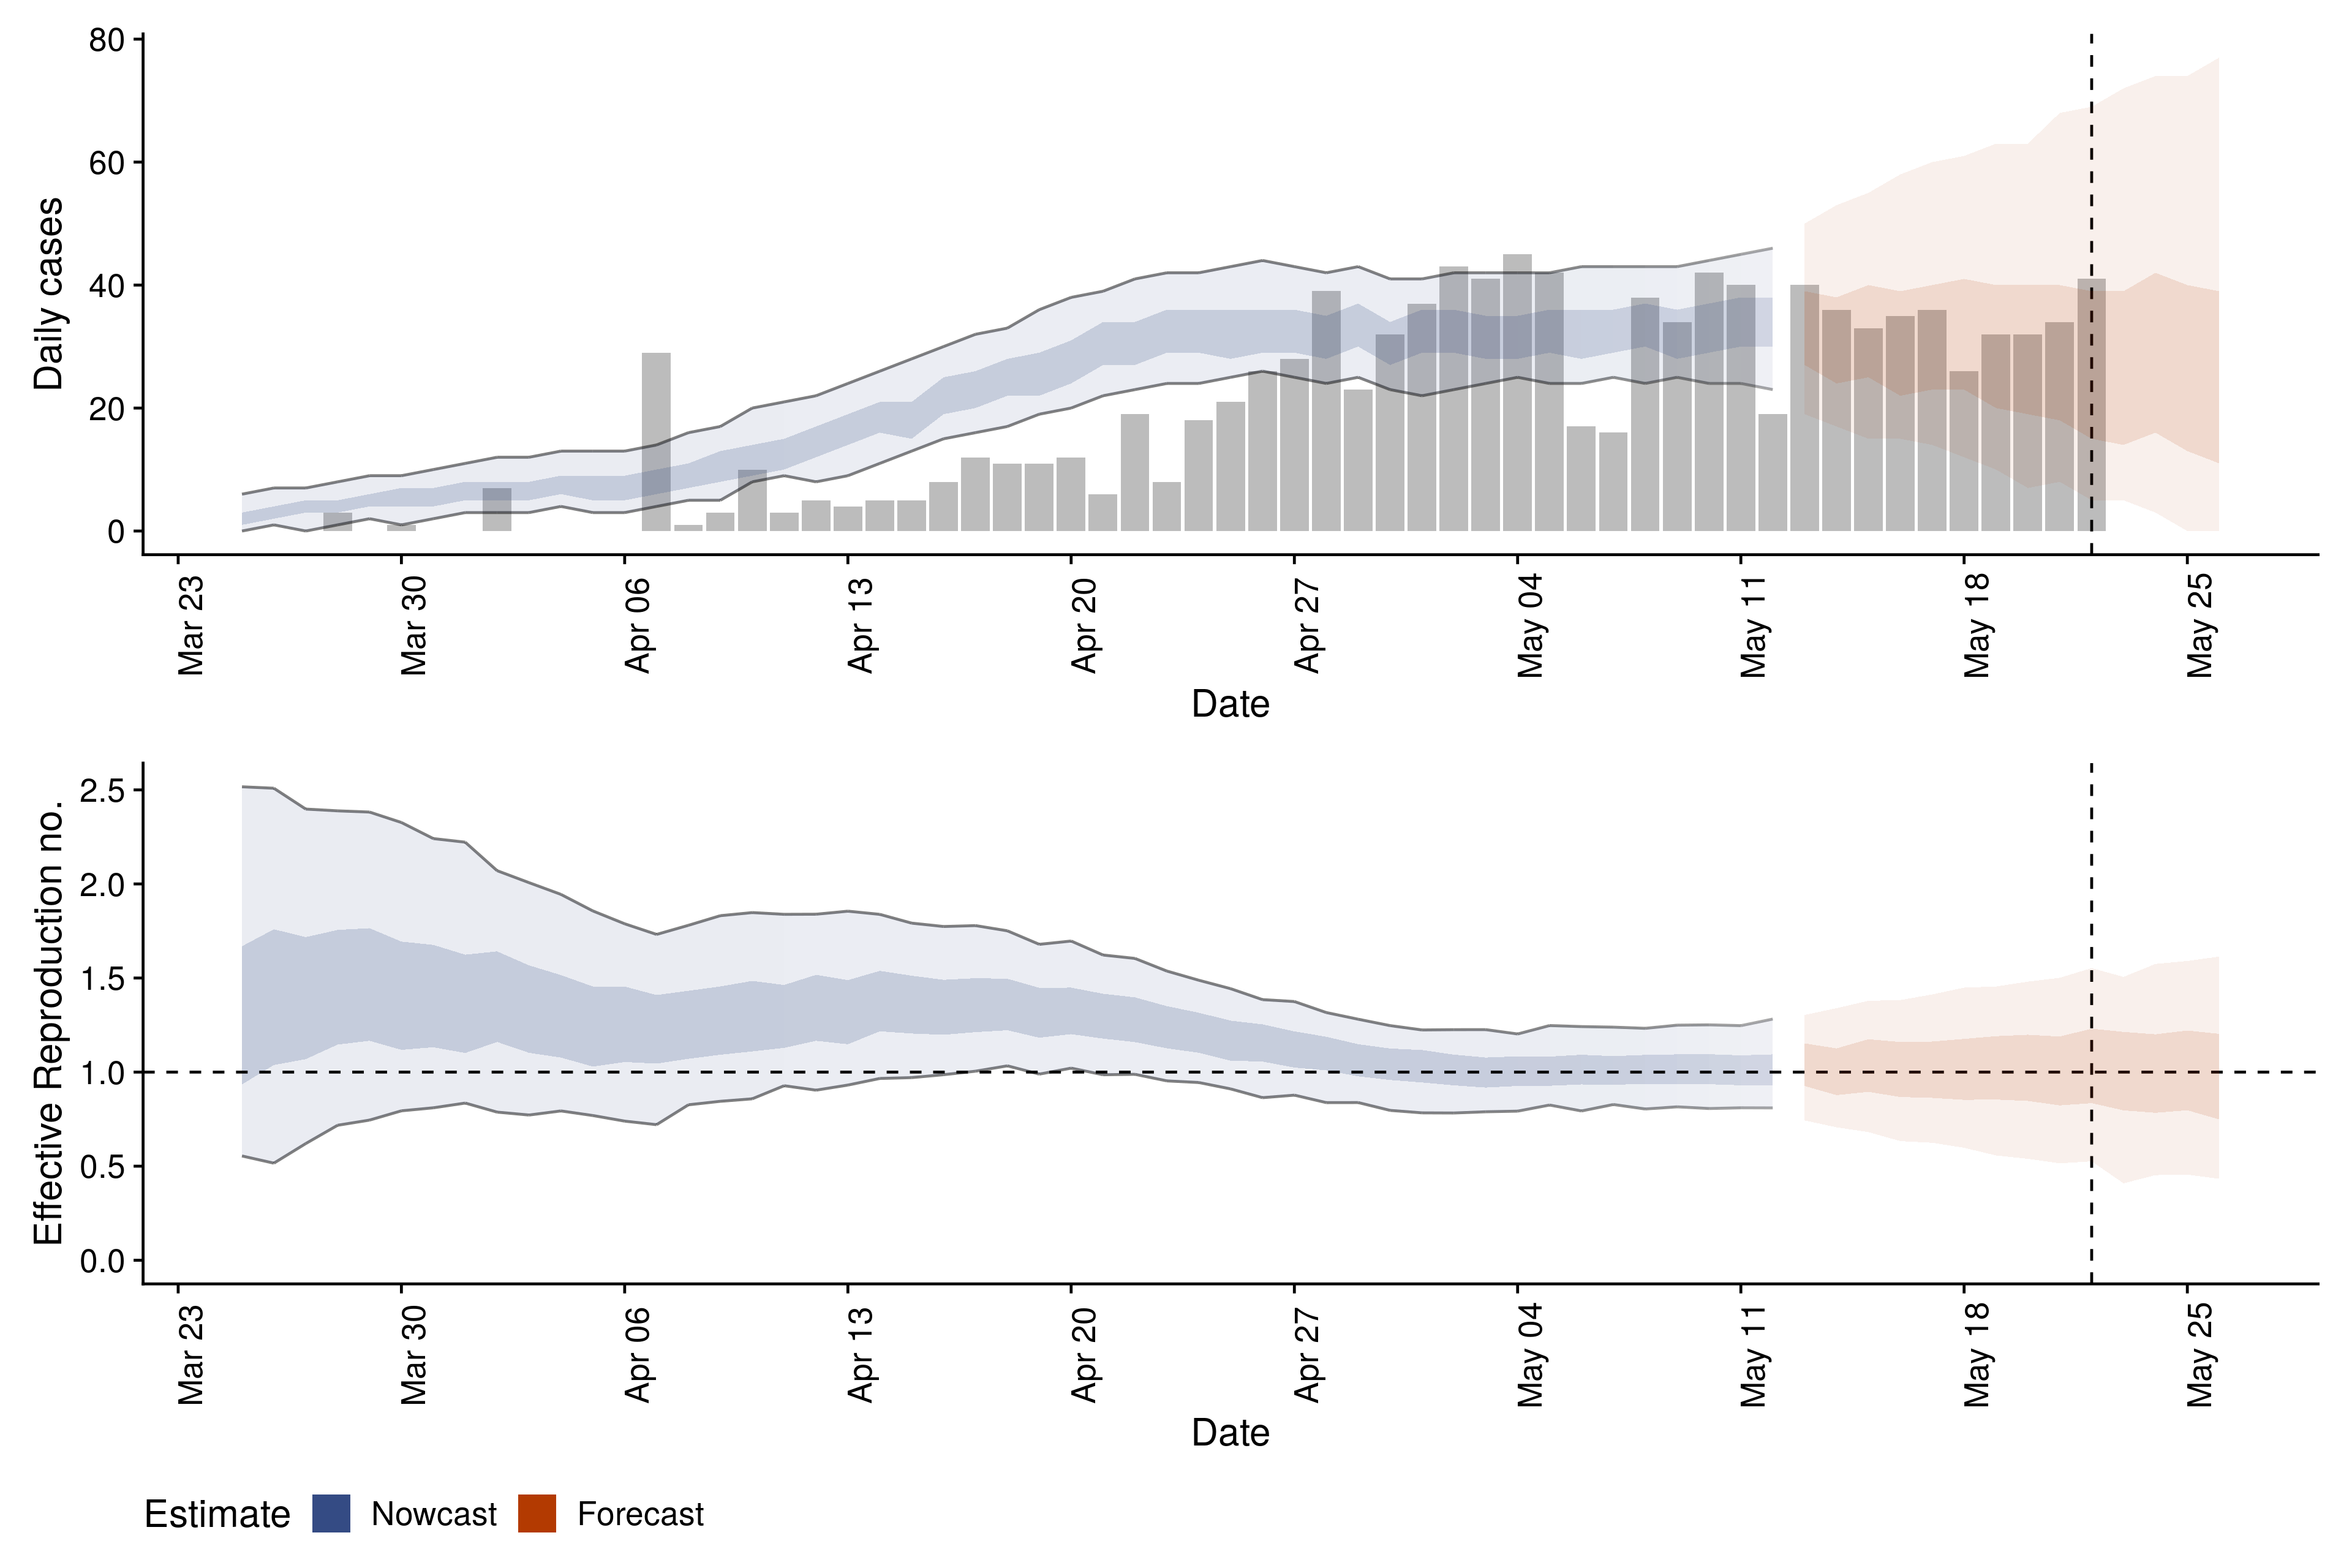 80
60
40
20
0
Daily cases
Mar 23
Mar 30
Apr 06
Apr 13
Apr 20
Apr 27
May 04
May 11
May 18
May 25
Date
2.5
2.0
1.5
1.0
0.5
0.0
Effective Reproduction no.
Mar 23
Mar 30
Apr 06
Apr 13
Apr 20
Apr 27
May 04
May 11
May 18
May 25
Date
Estimate Nowcast Forecast